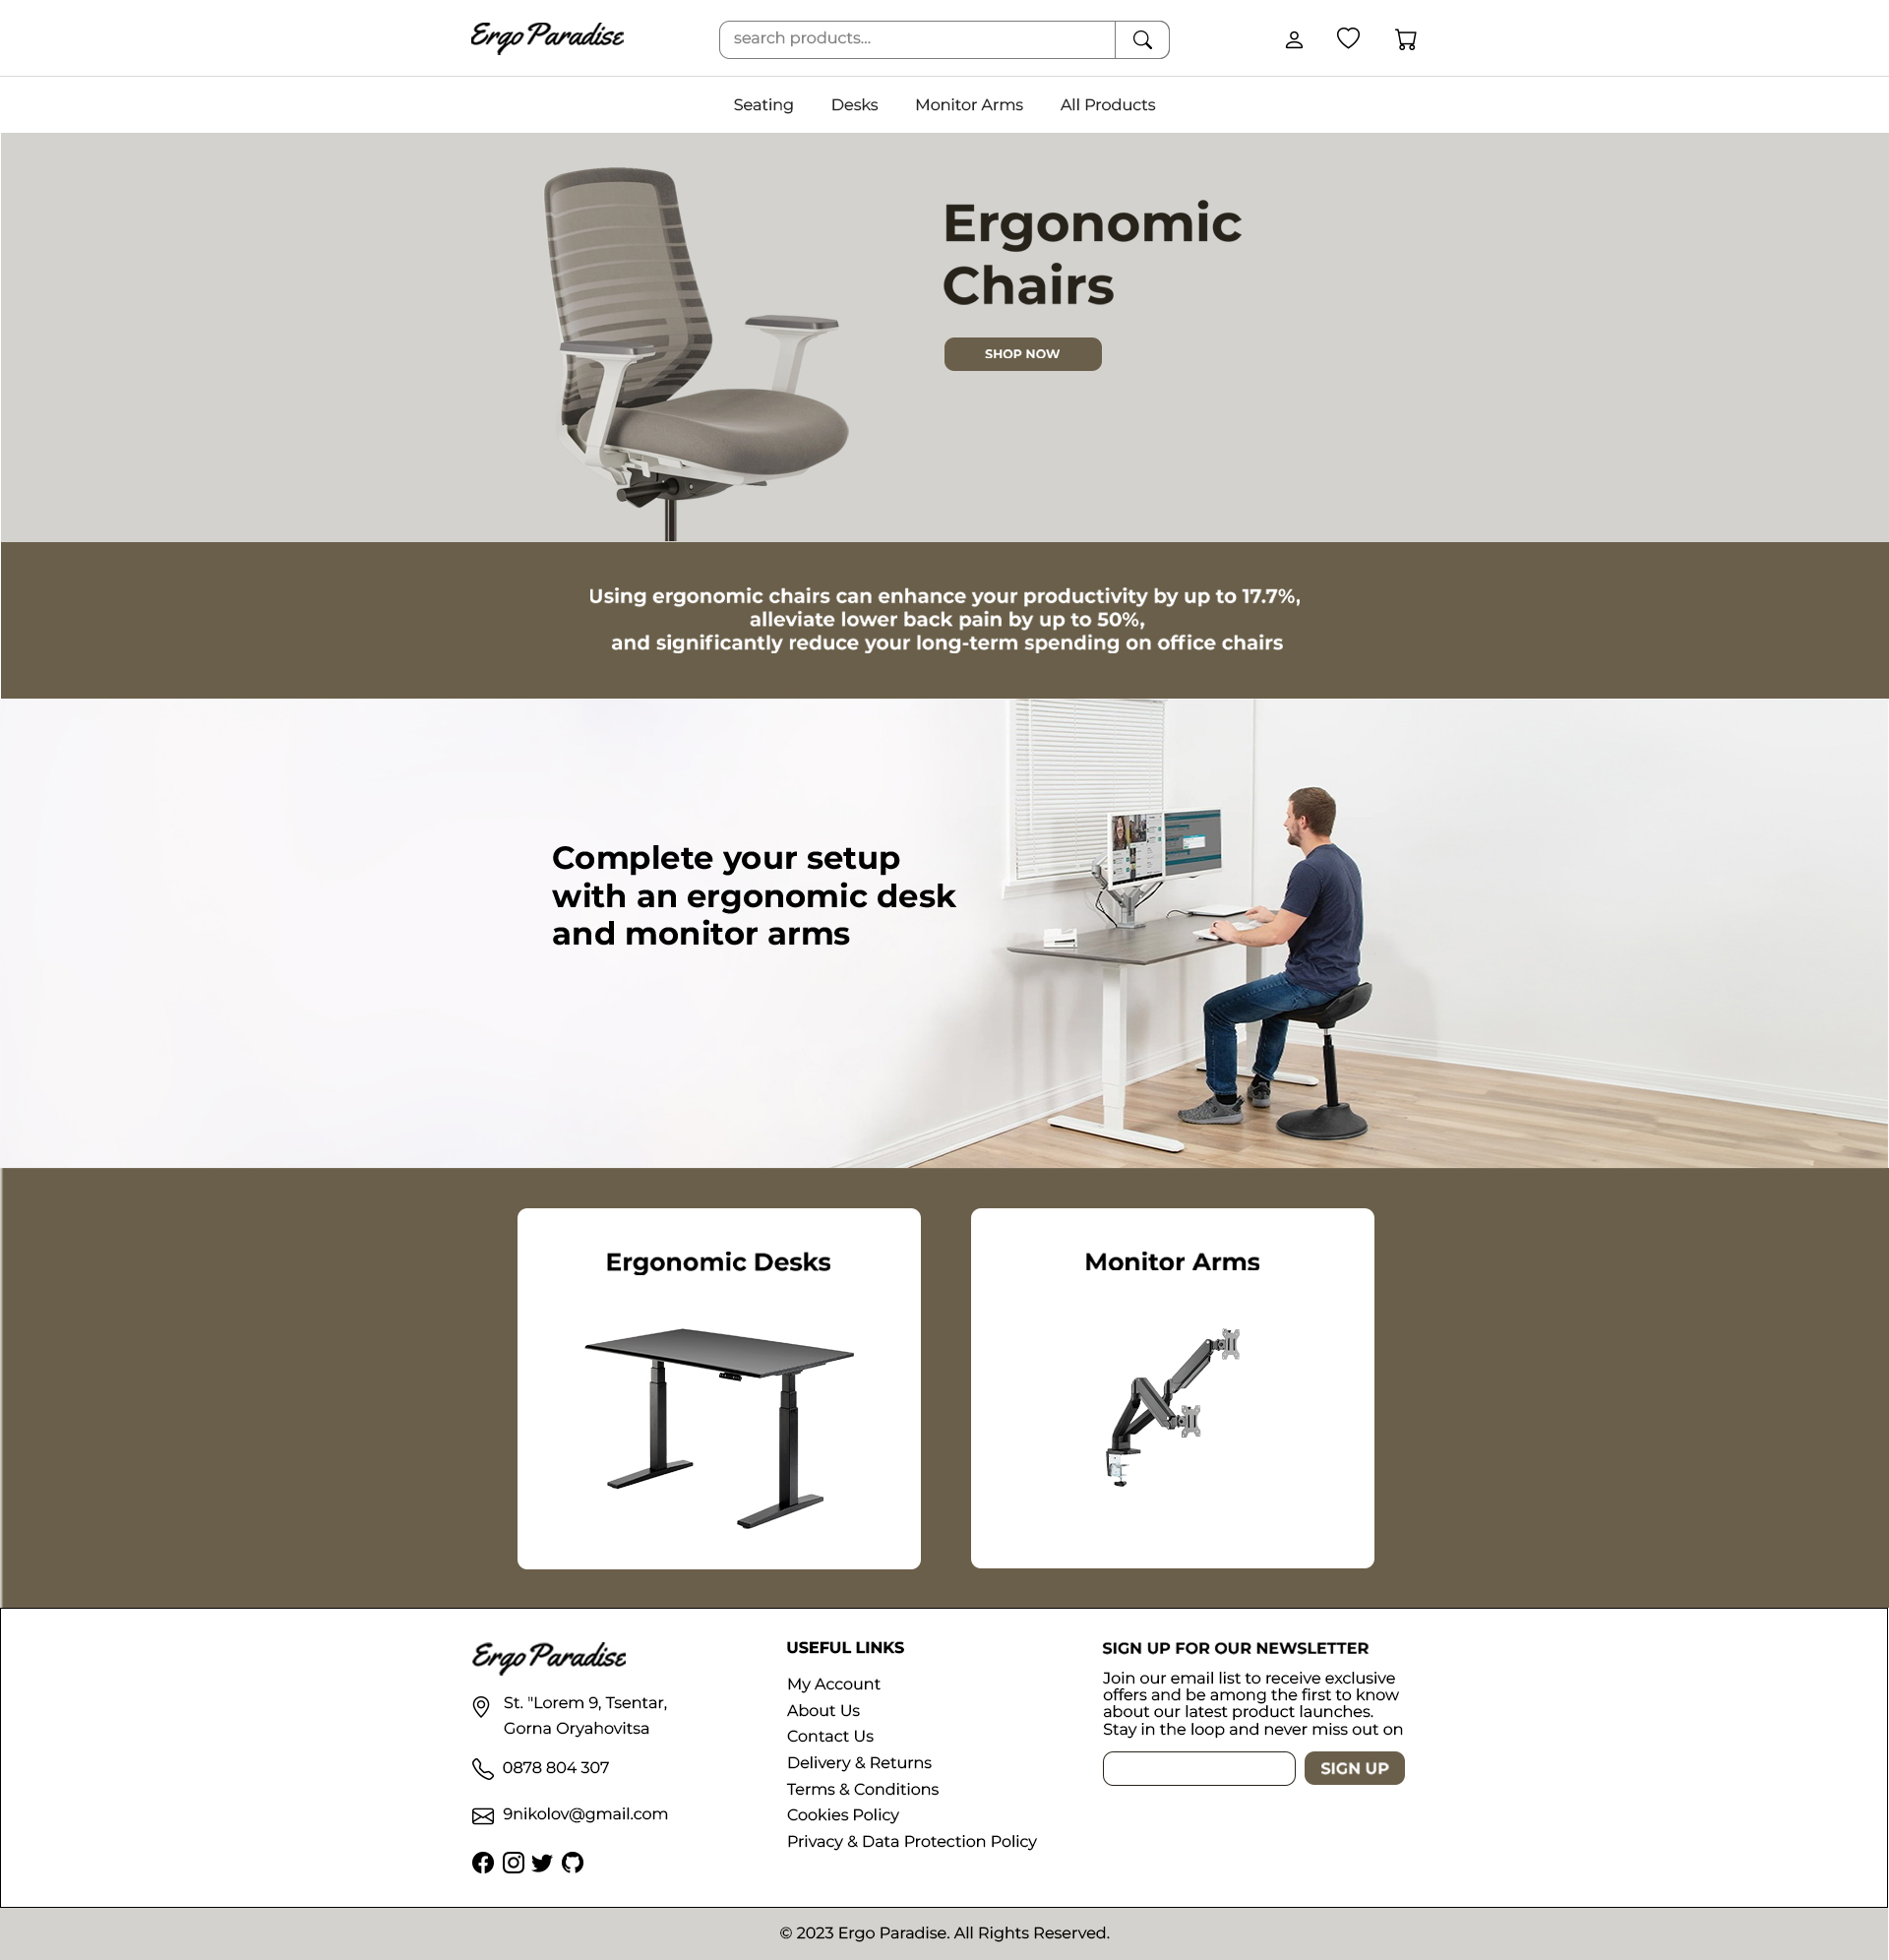 Ergo Paradise
search products...
Seating Desks Monitor Arms All Products
Ergonomic
Chairs
SHOP NOW
Using ergonomic chairs can enhance your productivity by up to 17.7%,
alleviate lower back pain by up to 50%,
and significantly reduce your long-term spending on office chairs
Complete your setup
with an ergonomic desk
and monitor arms
Ergonomic Desks
Monitor Arms
Ergo Paradise
St. "Lorem 9, Tsentar,
Gorna Oryahovitsa
0878 804 307
9nikolov@gmail.com
USEFUL LINKS
My Account
About Us
Contact Us
Delivery & Returns
Terms & Conditions
Cookies Policy
Privacy & Data Protection Policy
SIGN UP FOR OUR NEWSLETTER
Join our email list to receive exclusive
offers and be among the first to know
about our latest product launches.
Stay in the loop and never miss out on
SIGN UP
© 2023 Ergo Paradise. All Rights Reserved.